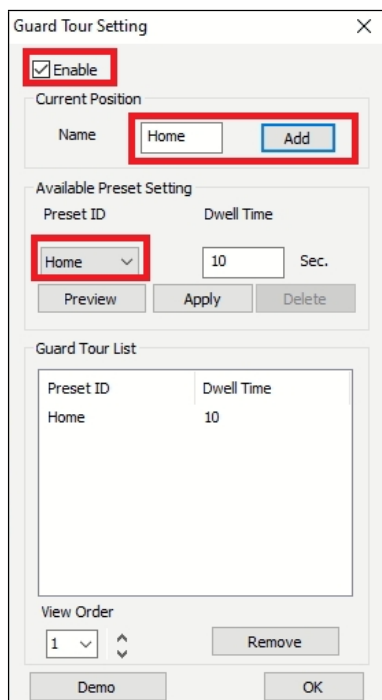 Guard Tour Setting
Enable
Current Position
Name Home Add
Available Preset Setting
Preset ID Dwell Time
Home 10 Sec.
Preview Apply Delete
Guard Tour List
Preset ID Dwell Time
Home 10
View Order
1 Remove
Demo OK